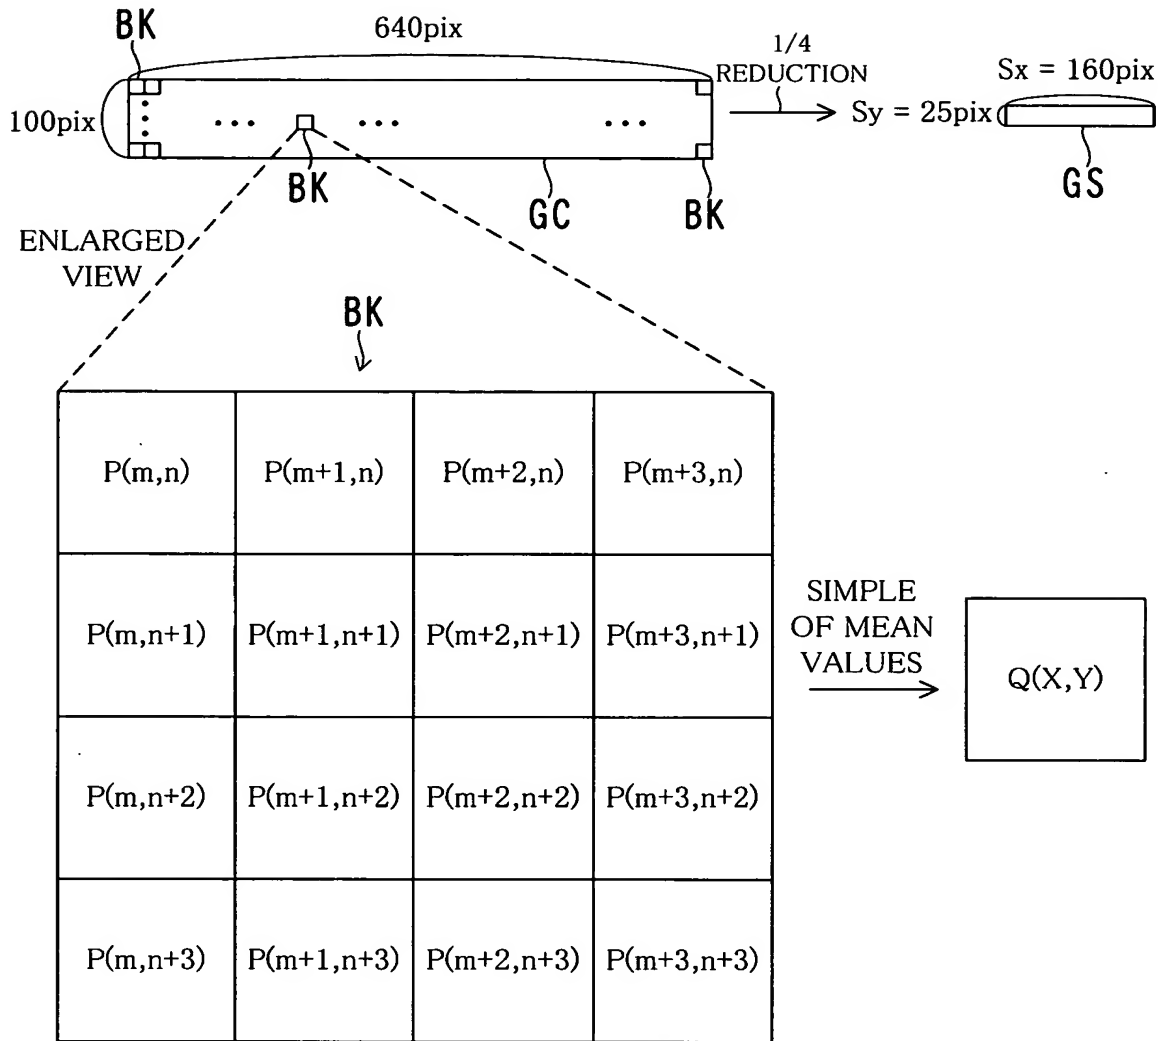 BK
640pix
1/4
REDUCTION
Sx = 160pix
100pix
Sy = 25pix
BK
GC
BK
GS
ENLARGED
VIEW
BK
P(m,n) P(m+1,n) P(m+2,n) P(m+3,n)
P(m,n+1) P(m+1,n+1) P(m+2,n+1) P(m+3,n+1)
SIMPLE
OF MEAN
VALUES
Q(X,Y)
P(m,n+2) P(m+1,n+2) P(m+2,n+2) P(m+3,n+2)
P(m,n+3) P(m+1,n+3) P(m+2,n+3) P(m+3,n+3)